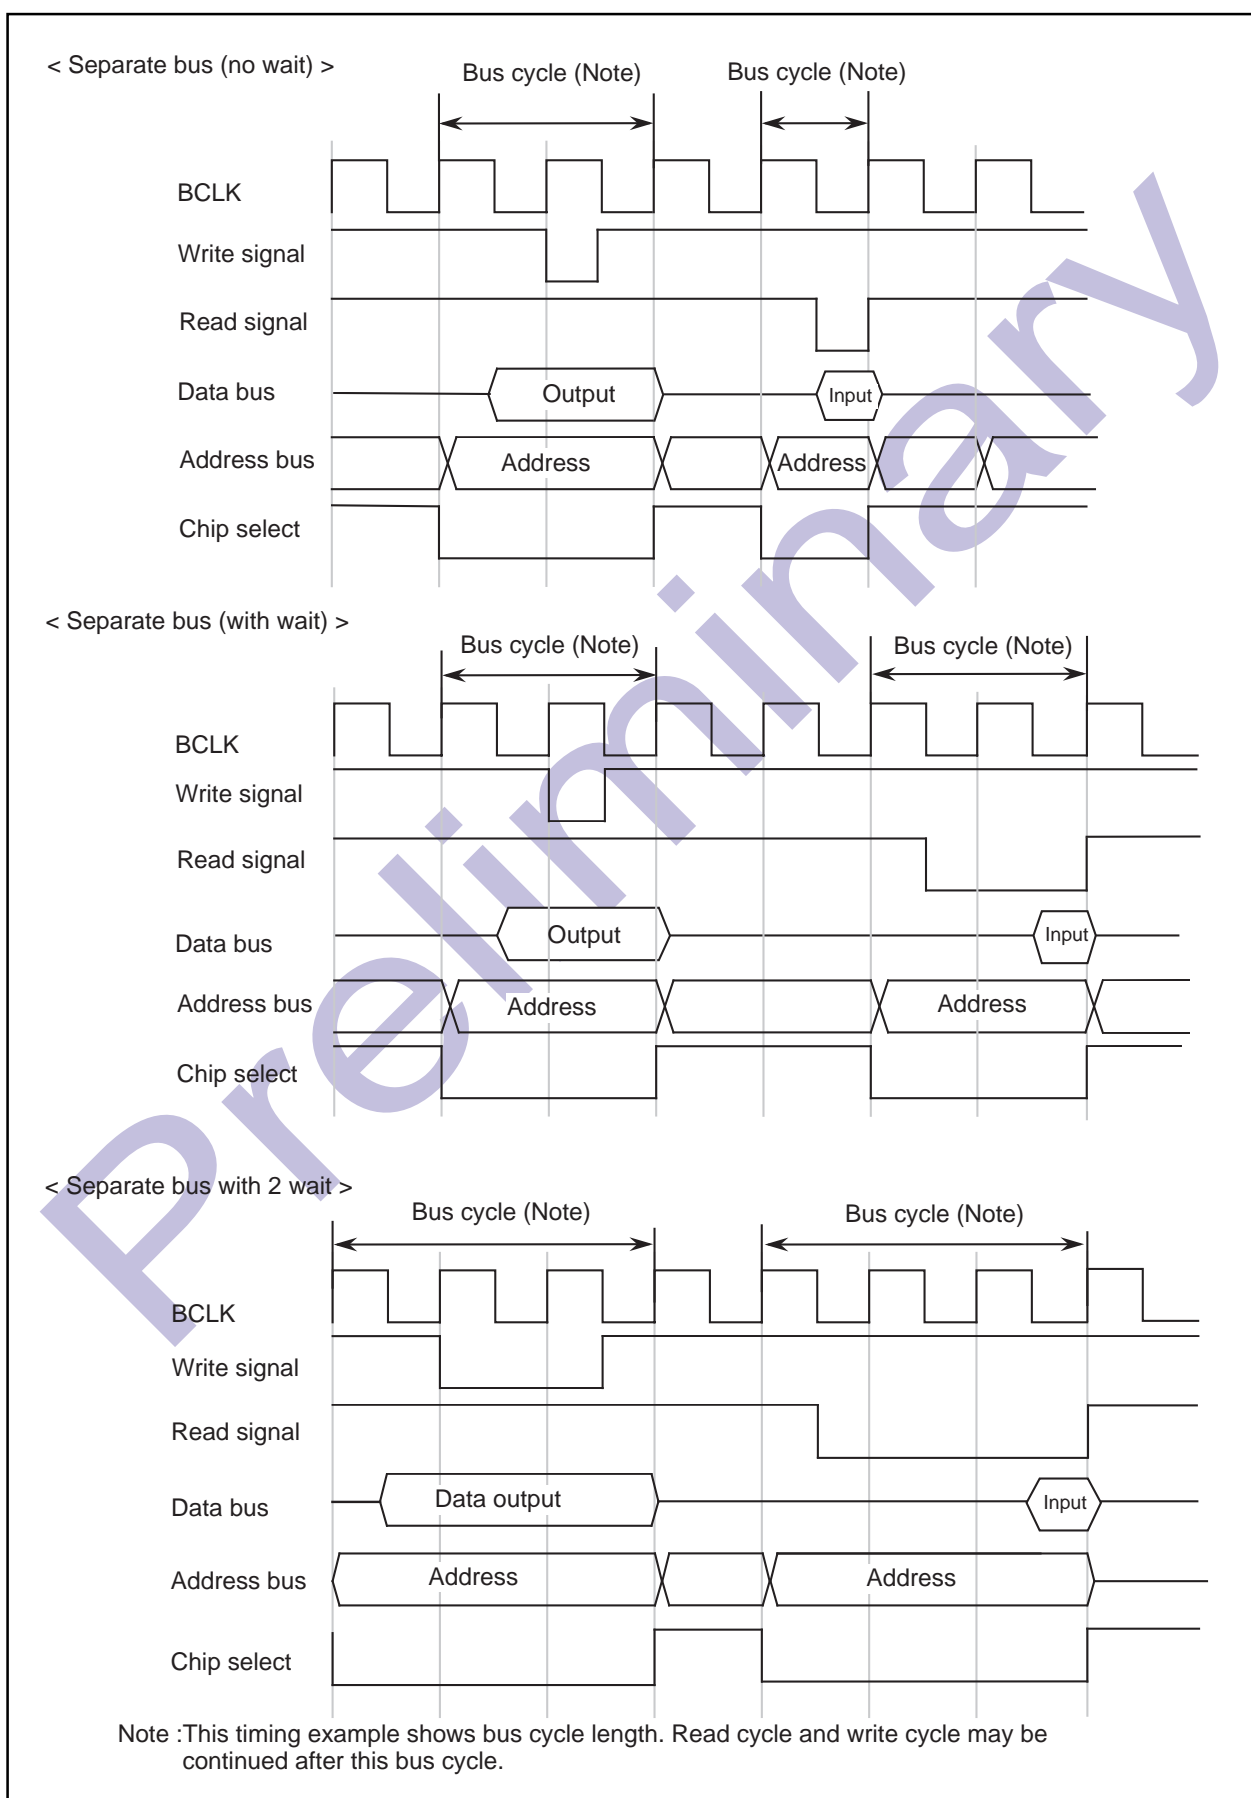 < Separate bus (no wait) >
Bus cycle (Note)
Bus cycle (Note)
BCLK
Write signal
Read signal
Data bus
Output
Input
Address bus
Address
Address
Chip select
< Separate bus (with wait) >
Bus cycle (Note)
Bus cycle (Note)
BCLK
Write signal
Read signal
Data bus
Output
Input
Address bus
Address
Address
Chip select
< Separate bus with 2 wait >
Bus cycle (Note)
Bus cycle (Note)
BCLK
Write signal
Read signal
Data bus
Data output
Input
Address bus
Address
Address
Chip select
Note :This timing example shows bus cycle length. Read cycle and write cycle may be
continued after this bus cycle.
Preliminary